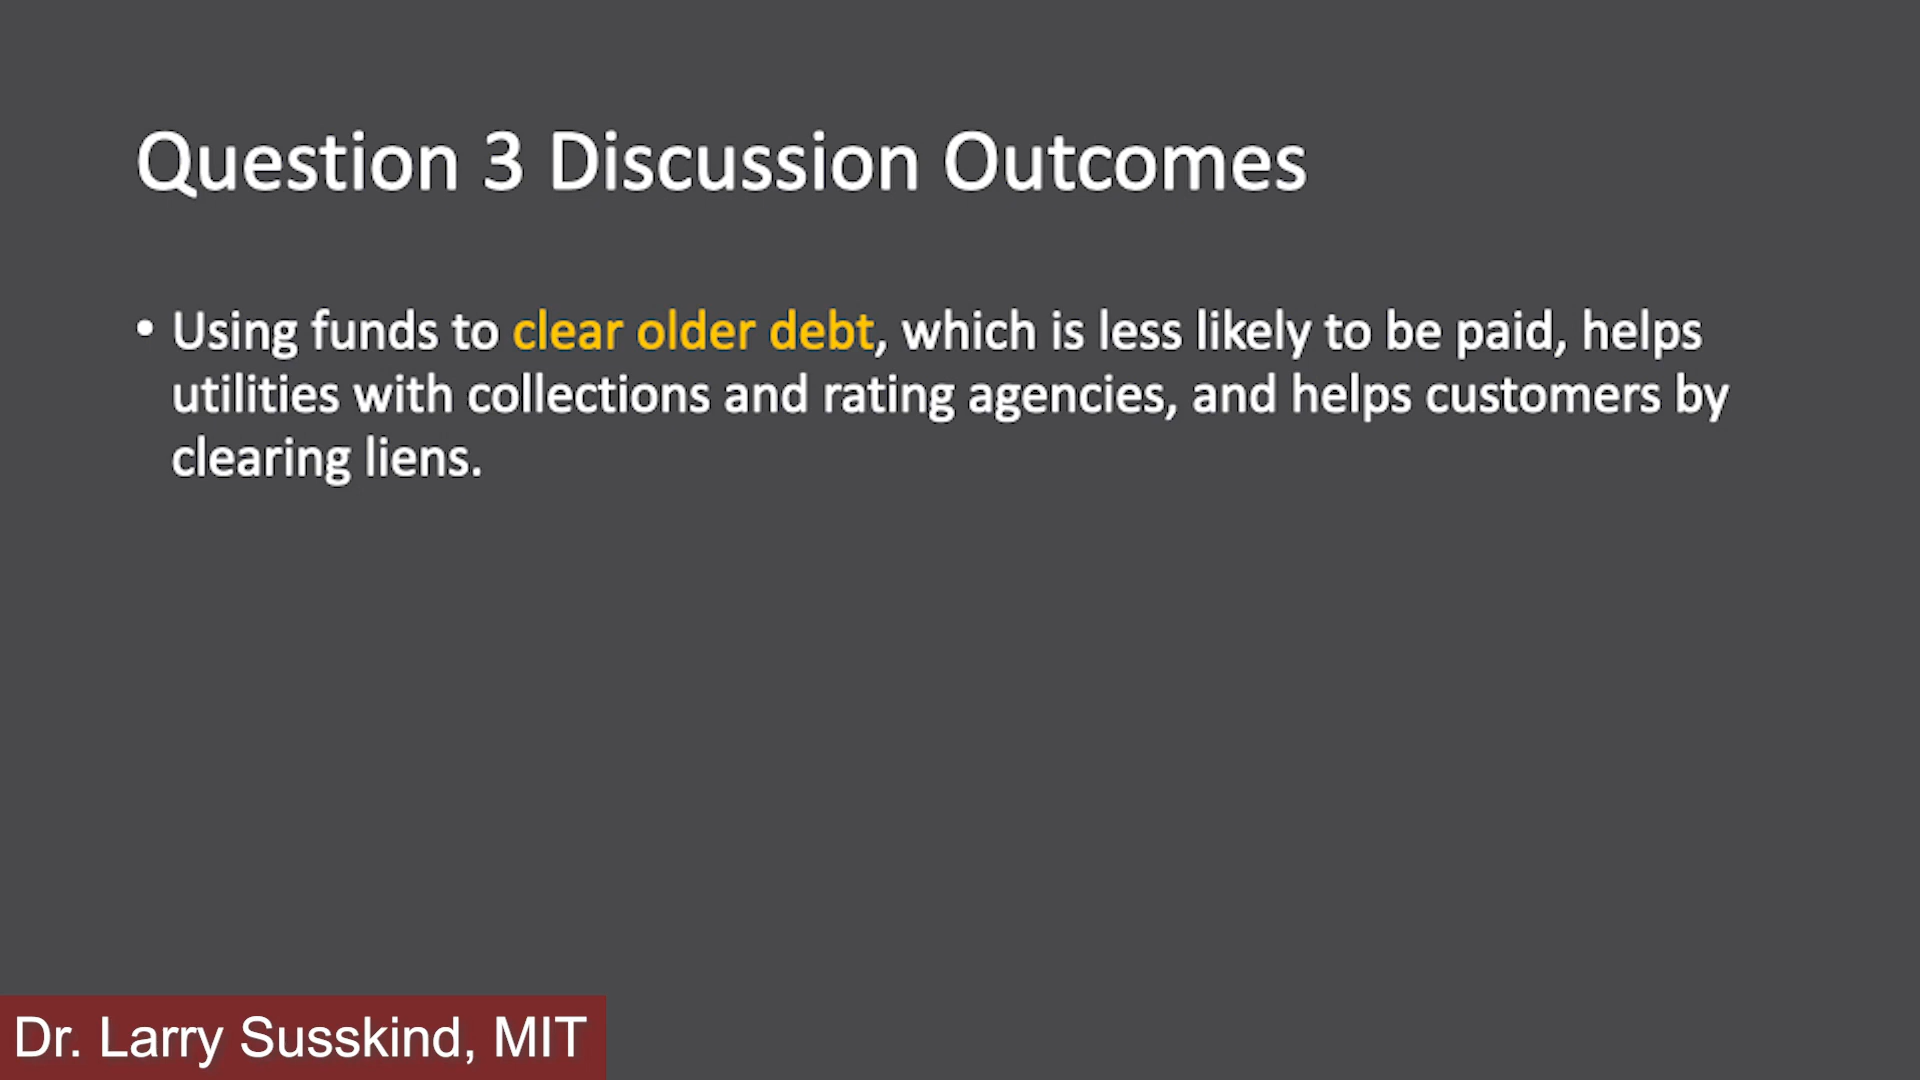 Question 3 Discussion Outcomes
• Using funds to clear older debt, which is less likely to be paid, helps
utilities with collections and rating agencies, and helps customers by
clearing liens.
Dr. Larry Susskind, MIT